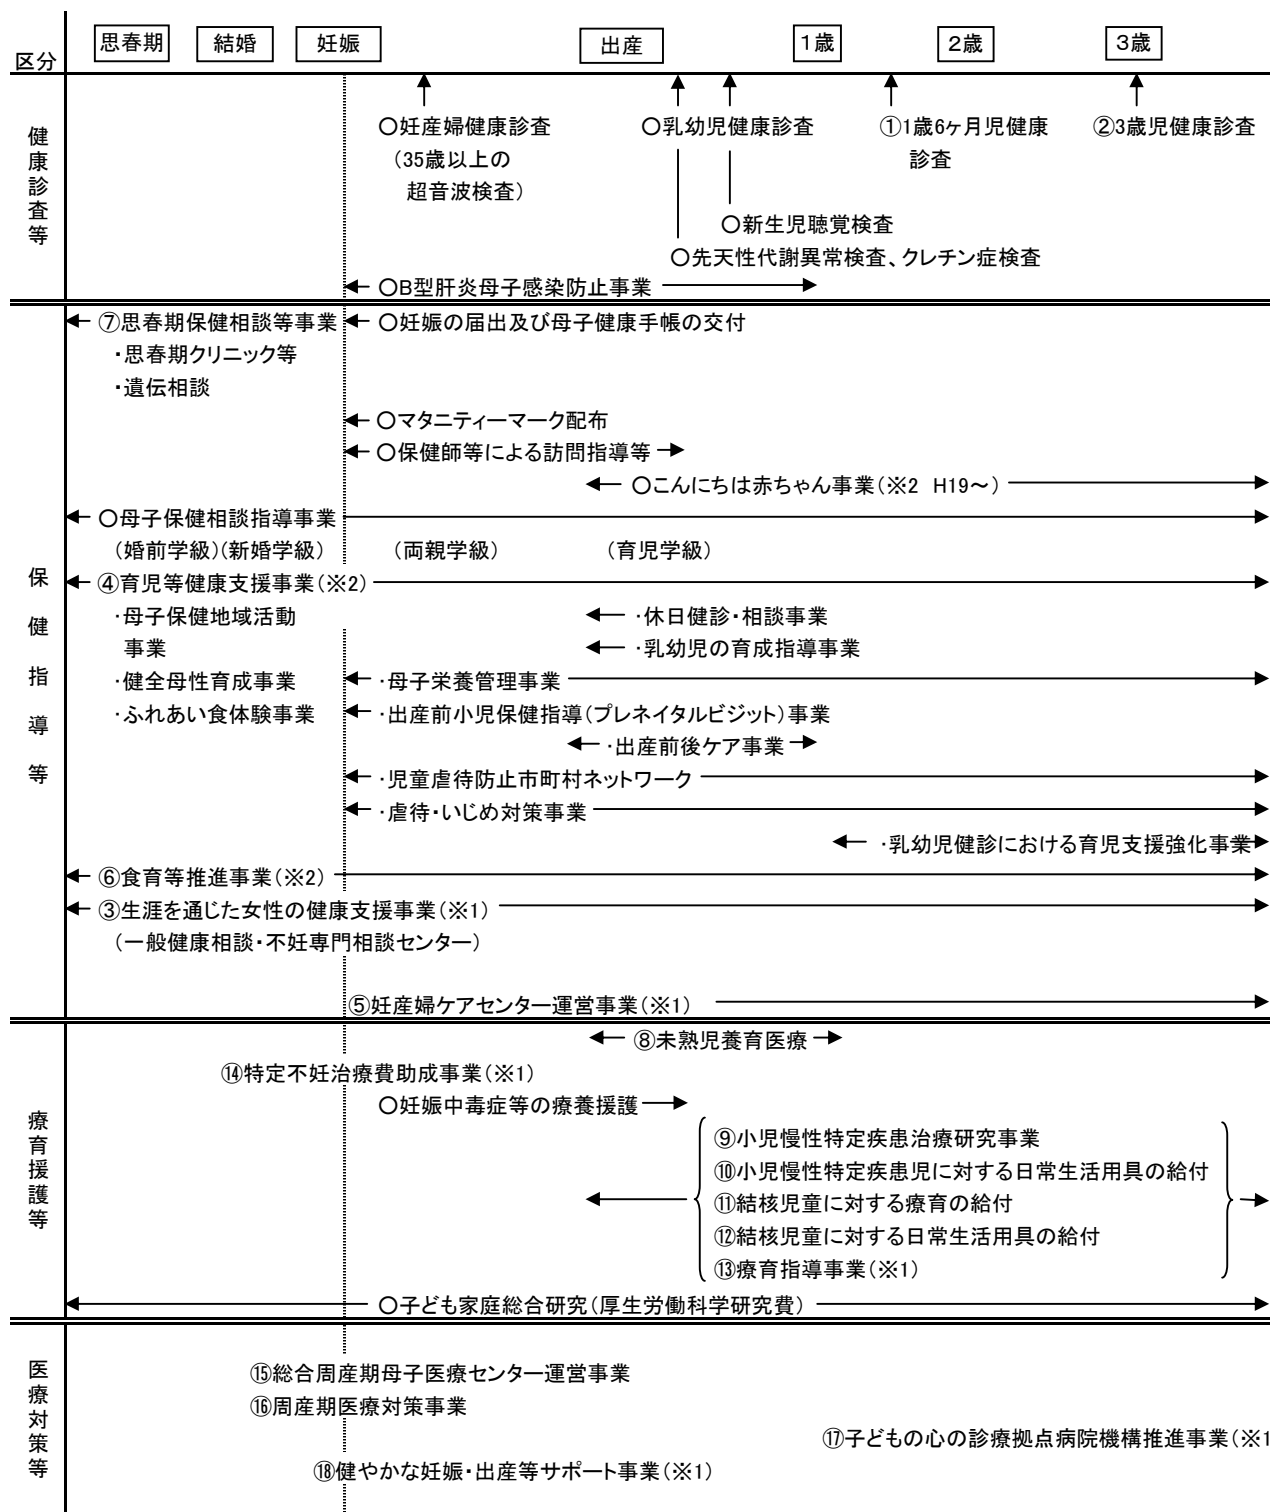 区分
思春期 結婚 妊娠 出産 1歳 2歳 3歳
健康診査等
○妊産婦健康診査 ○乳幼児健康診査 ①1歳6ヶ月児健康 ②3歳児健康診査
(35歳以上の 診査
超音波検査)
○新生児聴覚検査
○先天性代謝異常検査、クレチン症検査
○B型肝炎母子感染防止事業
保健指導等
⑦思春期保健相談等事業 ○妊娠の届出及び母子健康手帳の交付
・思春期クリニック等
・遺伝相談
○マタニティーマーク配布
○保健師等による訪問指導等
○こんにちは赤ちゃん事業(※2 H19～)
○母子保健相談指導事業
(婚前学級)(新婚学級) (両親学級) (育児学級)
④育児等健康支援事業(※2)
・母子保健地域活動 ・休日健診・相談事業
事業 ・乳幼児の育成指導事業
・健全母性育成事業 ・母子栄養管理事業
・ふれあい食体験事業 ・出産前小児保健指導(プレネイタルビジット)事業
・出産前後ケア事業
・児童虐待防止市町村ネットワーク
・虐待・いじめ対策事業
・乳幼児健診における育児支援強化事業
⑥食育等推進事業(※2)
③生涯を通じた女性の健康支援事業(※1)
(一般健康相談・不妊専門相談センター)
⑤妊産婦ケアセンター運営事業(※1)
療育援護等
⑧未熟児養育医療
⑭特定不妊治療費助成事業(※1)
○妊娠中毒症等の療養援護
⑨小児慢性特定疾患治療研究事業
⑩小児慢性特定疾患児に対する日常生活用具の給付
⑪結核児童に対する療育の給付
⑫結核児童に対する日常生活用具の給付
⑬療育指導事業(※1)
○子ども家庭総合研究(厚生労働科学研究費)
医療対策等
⑮総合周産期母子医療センター運営事業
⑯周産期医療対策事業
⑰子どもの心の診療拠点病院機構推進事業(※1
⑱健やかな妊娠・出産等サポート事業(※1)